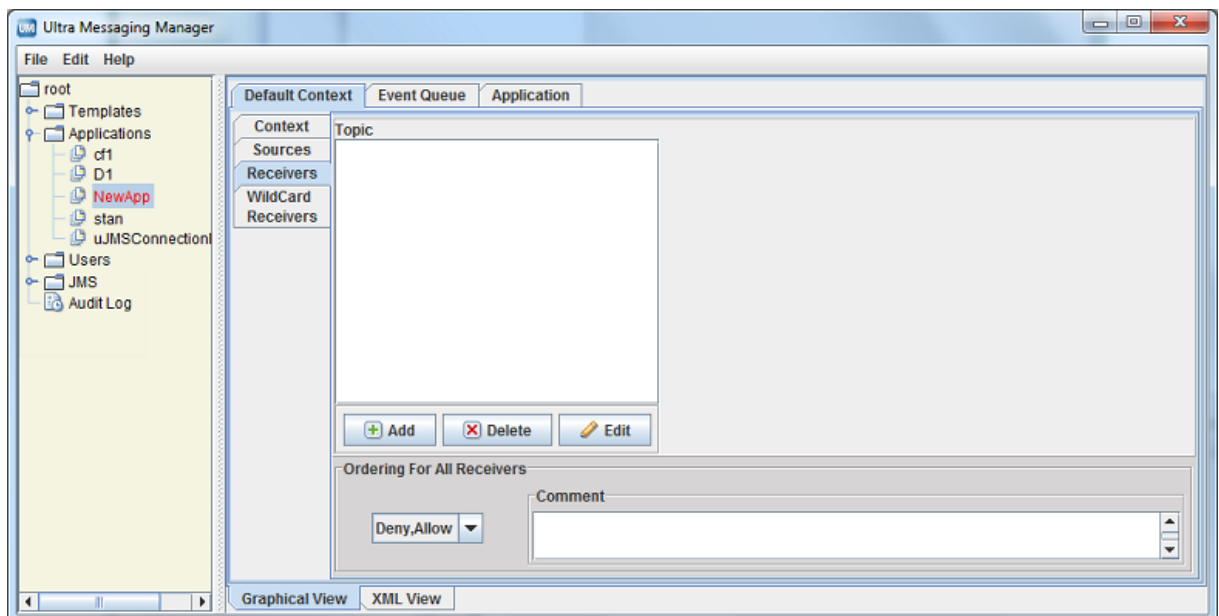 UM Ultra Messaging Manager
File Edit Help
root
Templates
Applications
cf1
D1
NewApp
stan
uJMSConnectionl
Users
JMS
Audit Log
Default Context Event Queue Application
Context
Sources
Receivers
WildCard
Receivers
Topic
Add Delete Edit
Ordering For All Receivers
Deny,Allow
Comment
Graphical View XML View